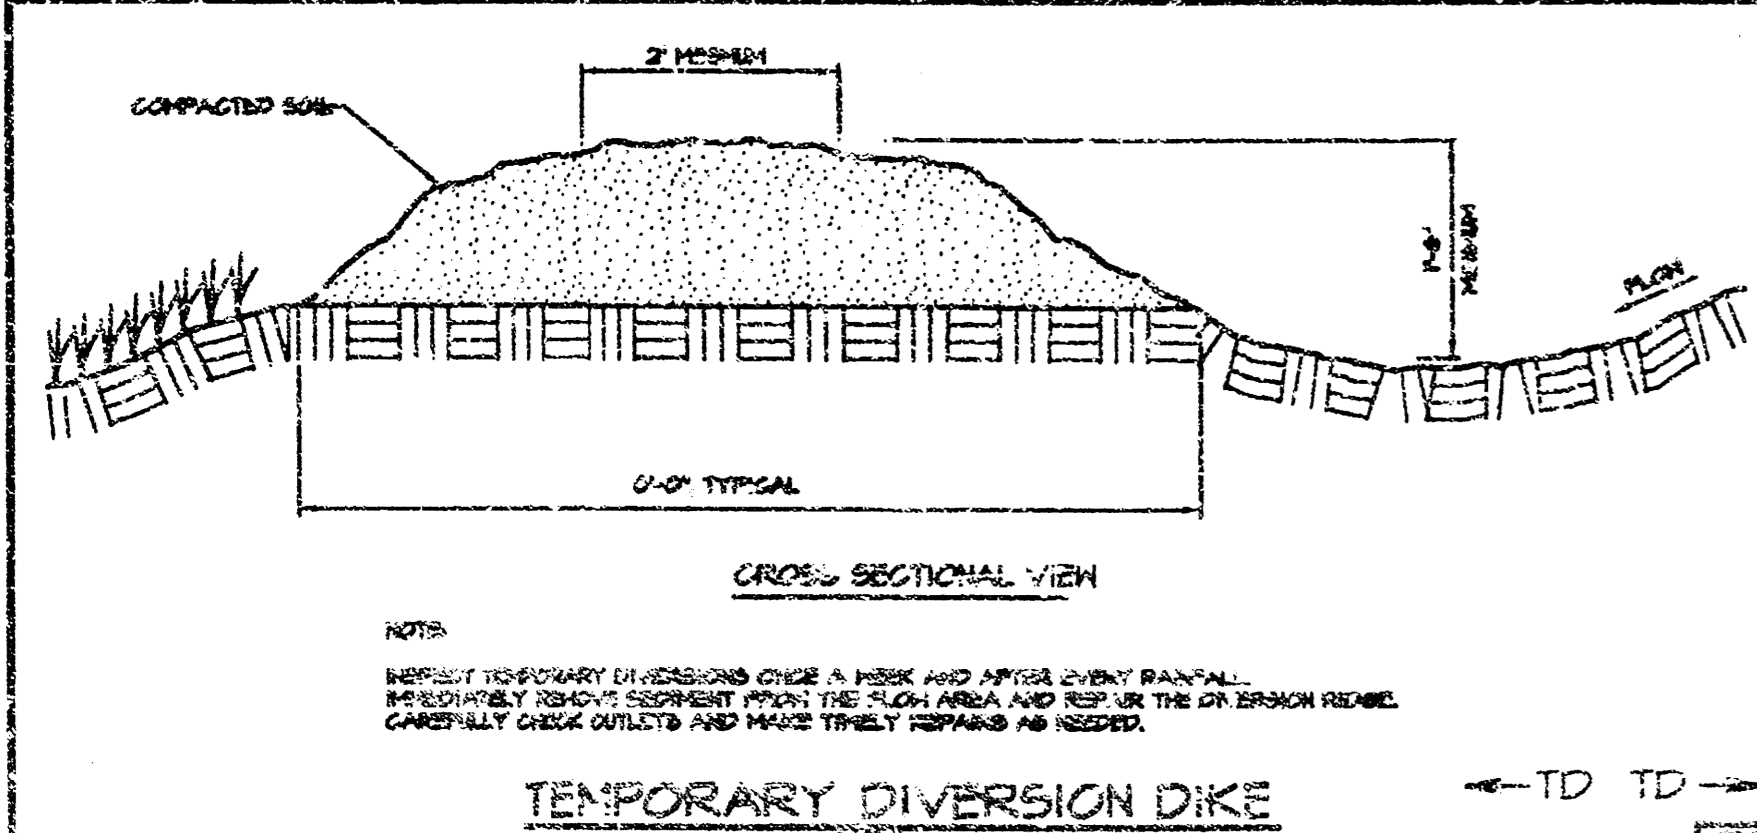 2' MINIMUM
COMPACTED SOIL
MINIMUM
FLOW
TYPICAL
CROSS SECTIONAL VIEW
NOTE:
INSPECT TEMPORARY DIVERSIONS ONCE A WEEK AND AFTER EVERY RAINFALL.
IMMEDIATELY REMOVE SEDIMENT FROM THE FLOW AREA AND REPAIR THE DIVERSION RIDGE.
CAREFULLY CHECK OUTLETS AND MAKE TIMELY REPAIRS AS NEEDED.
TEMPORARY DIVERSION DIKE
TD TD